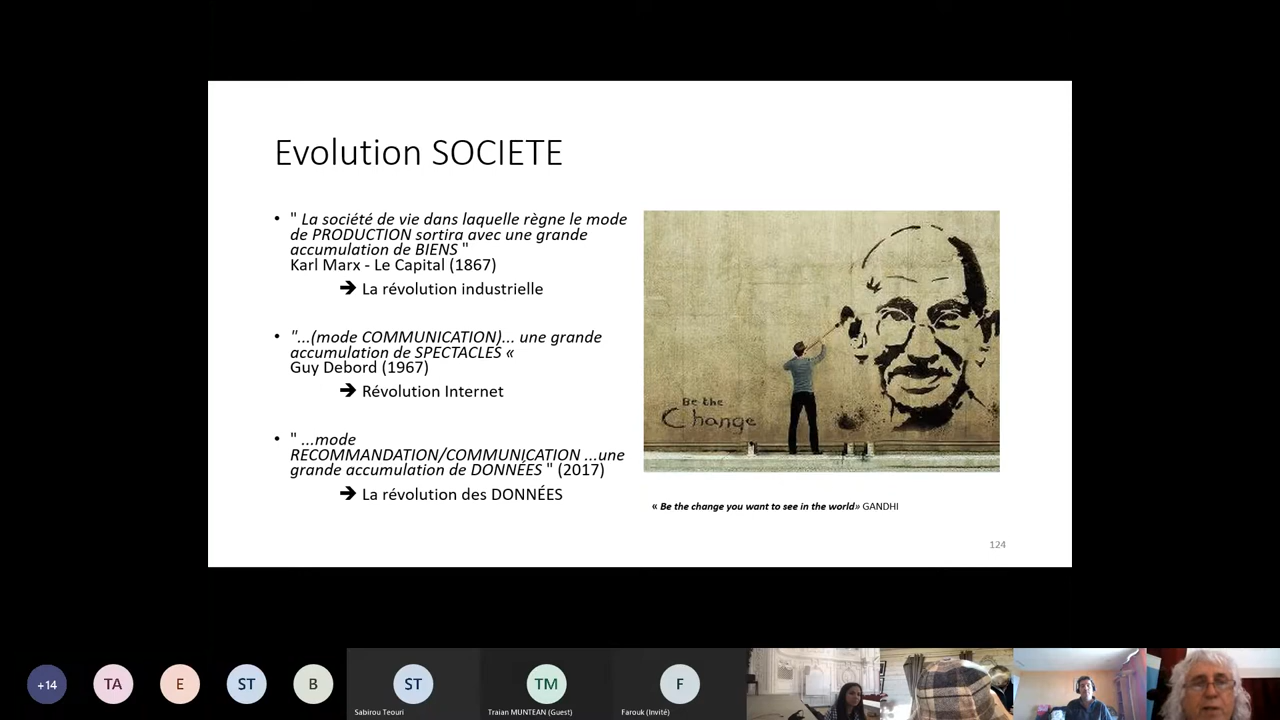 Evolution SOCIETE
• " La société de vie dans laquelle règne le mode
de PRODUCTION sortira avec une grande
accumulation de BIENS "
Karl Marx - Le Capital (1867)
➔ La révolution industrielle
• "...(mode COMMUNICATION)... une grande
accumulation de SPECTACLES «
Guy Debord (1967)
➔ Révolution Internet
• " ...mode
RECOMMANDATION/COMMUNICATION ...une
grande accumulation de DONNÉES " (2017)
➔ La révolution des DONNÉES
Be the
Change
« Be the change you want to see in the world» GANDHI
124
+14
TA
E
ST
B
ST
TM
F
Sabirou Teouri
Traian MUNTEAN (Guest)
Farouk (Invité)